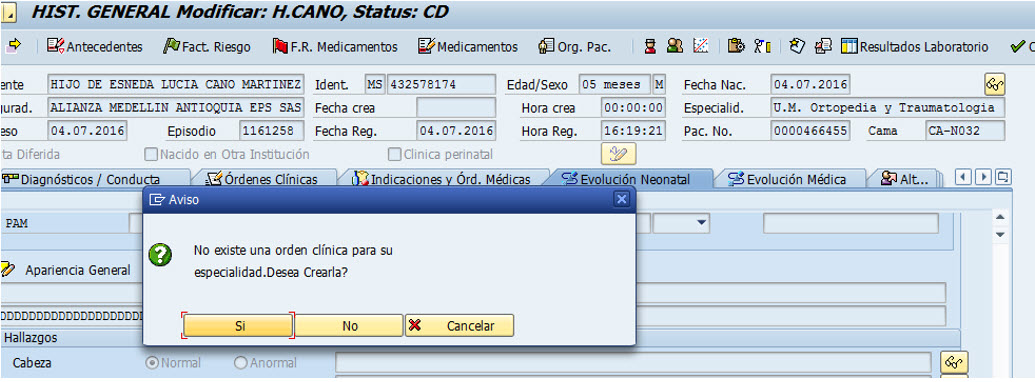 HIST. GENERAL Modificar: H.CANO, Status: CD
Antecedentes Fact. Riesgo F.R. Medicamentos Medicamentos Org. Pac. Resultados Laboratorio
ente HIJO DE ESNEDA LUCIA CANO MARTINEZ Ident. MS 432578174 Edad/Sexo 05 meses M Fecha Nac. 04.07.2016
gurad. ALIANZA MEDELLIN ANTIOQUIA EPS SAS Fecha crea Hora crea 00:00:00 Especialid. U.M. Ortopedia y Traumatologia
eso 04.07.2016 Episodio 1161258 Fecha Reg. 04.07.2016 Hora Reg. 16:19:21 Pac. No. 0000466455 Cama CA-N032
ta Diferida Nacido en Otra Institución Clinica perinatal
Diagnósticos / Conducta Órdenes Clínicas Indicaciones y Órd. Médicas Evolución Neonatal Evolución Médica Alt...
Aviso
PAM
No existe una orden clínica para su
especialidad.Desea Crearla?
Apariencia General
Si No Cancelar
Hallazgos
Cabeza Normal Anormal